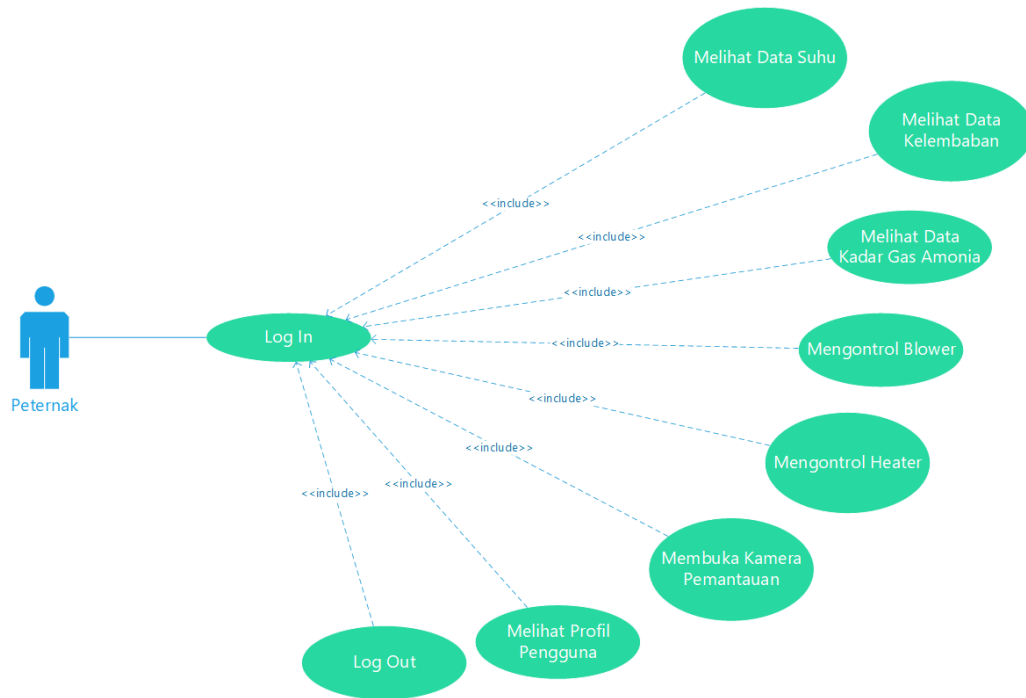 Melihat Data Suhu
Melihat Data
Kelembaban
<<include>>
<<include>>
Melihat Data
Kadar Gas Amonia
<<include>>
Log In
<<include>>
Mengontrol Blower
Peternak
<<include>>
Mengontrol Heater
<<include>>
<<include>>
<<include>>
Membuka Kamera
Pemantauan
Melihat Profil
Pengguna
Log Out